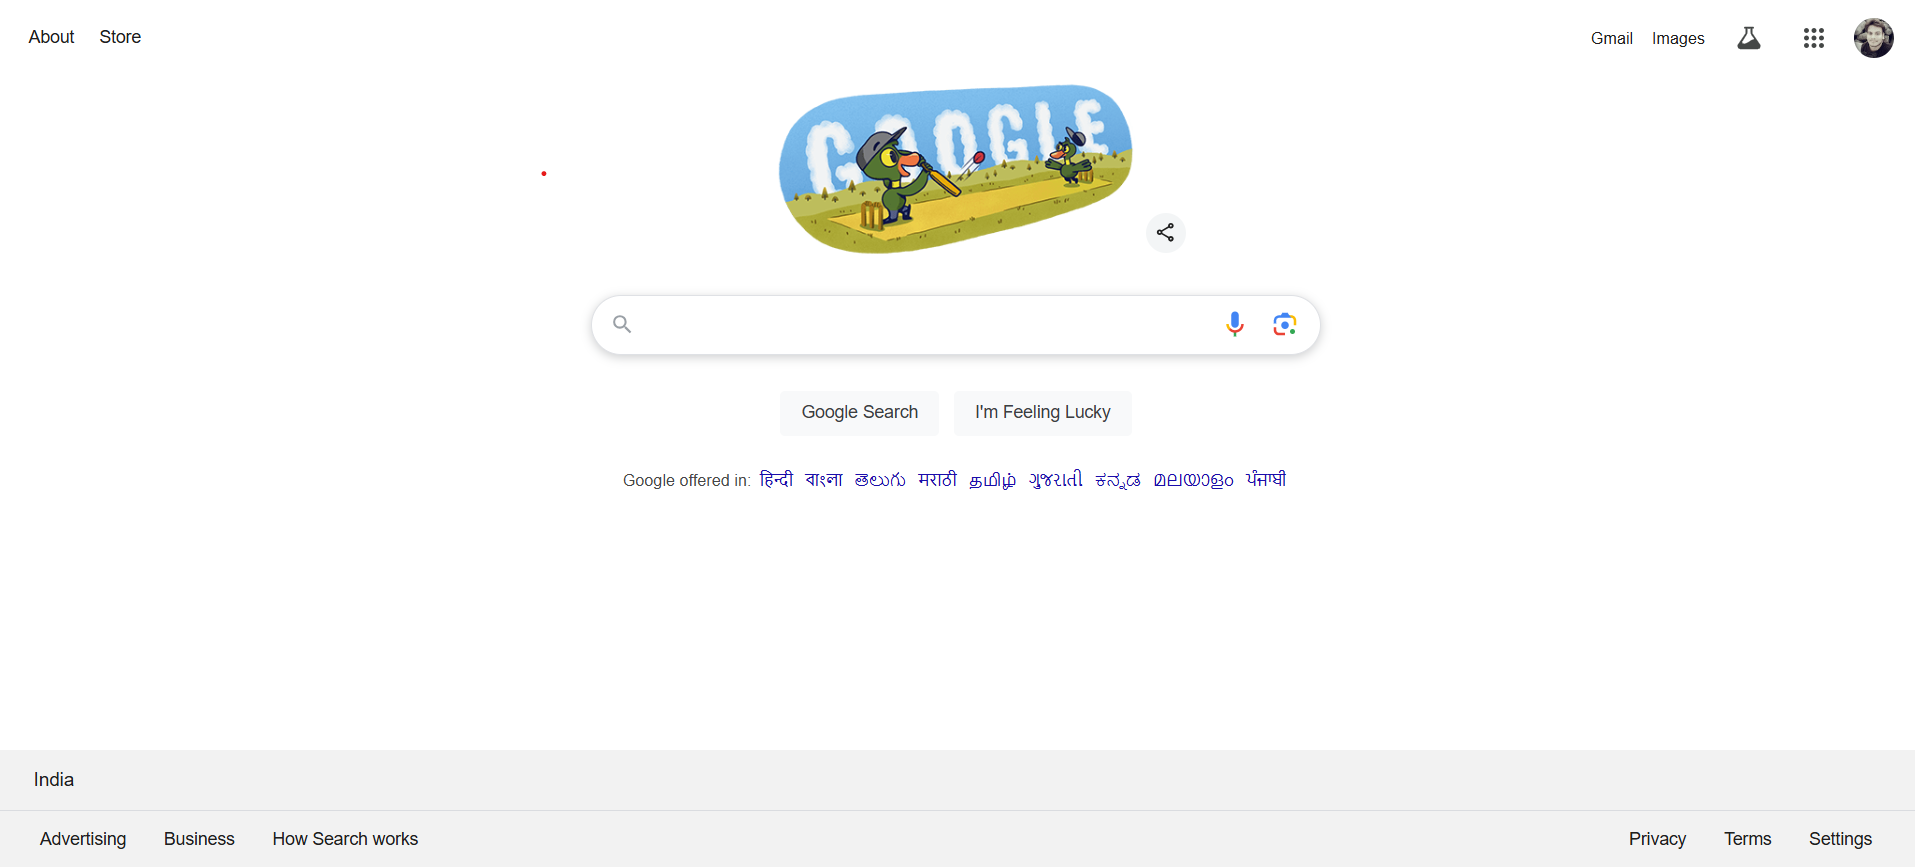 About Store
Gmail Images
GOOGLE
Google Search I'm Feeling Lucky
Google offered in: हिन्दी বাংলা తెలుగు मराठी தமிழ் ગુજરાતી ಕನ್ನಡ മലയാളം ਪੰਜਾਬੀ
India
Advertising Business How Search works
Privacy Terms Settings